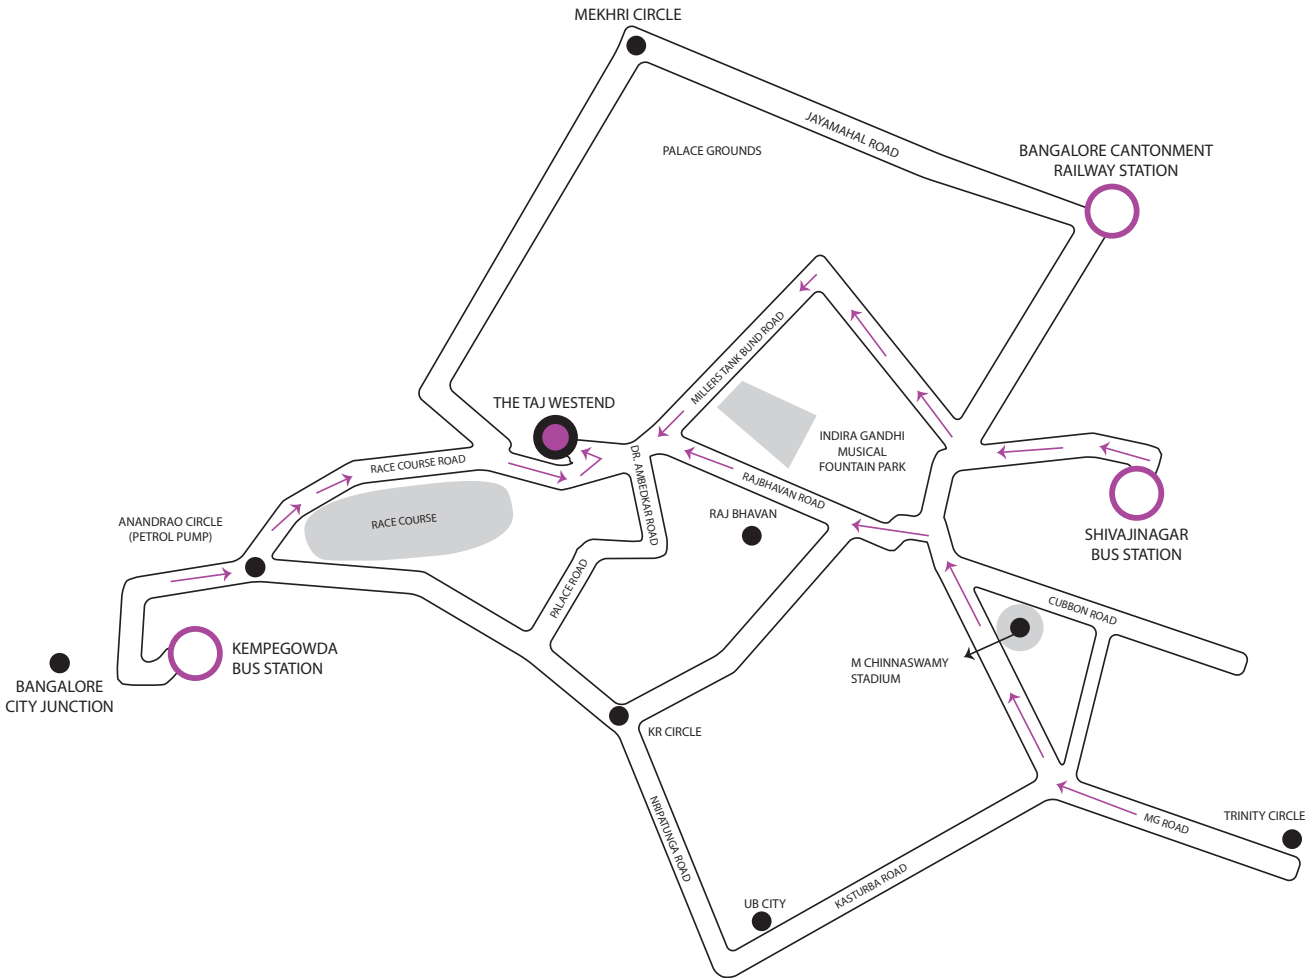 MEKHRI CIRCLE
JAYAMAHAL ROAD
PALACE GROUNDS
BANGALORE CANTONMENT
RAILWAY STATION
MILLERS TANK BUND ROAD
THE TAJ WESTEND
INDIRA GANDHI
MUSICAL
FOUNTAIN PARK
RACE COURSE ROAD
DR. AMBEDKAR ROAD
RAJBHAVAN ROAD
RAJ BHAVAN
RACE COURSE
ANANDRAO CIRCLE
(PETROL PUMP)
SHIVAJINAGAR
BUS STATION
PALACE ROAD
CUBBON ROAD
KEMPEGOWDA
BUS STATION
M CHINNASWAMY
STADIUM
BANGALORE
CITY JUNCTION
KR CIRCLE
NRIPATUNGA ROAD
MG ROAD
TRINITY CIRCLE
KASTURBA ROAD
UB CITY